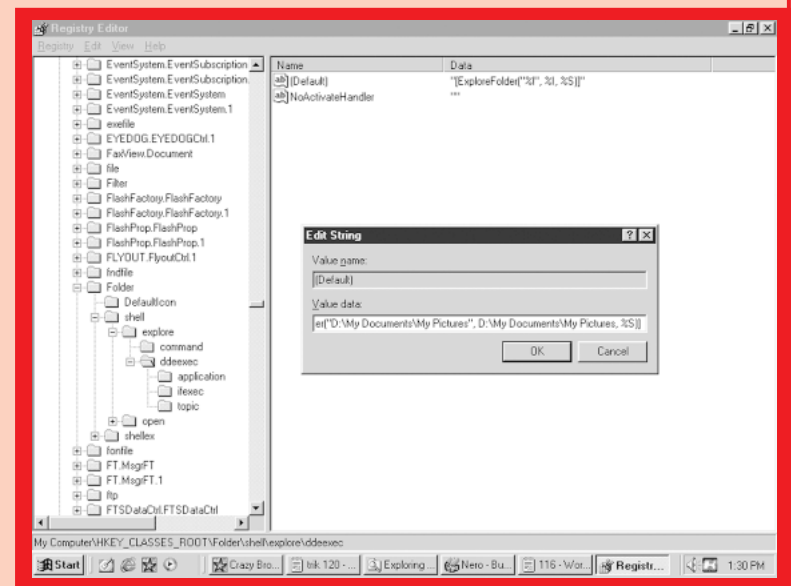 Registry Editor
Registry Edit View Help
EventSystem.EventSubscription
EventSystem.EventSubscription.
EventSystem.EventSystem
EventSystem.EventSystem.1
exefile
EYEDOG.EYEDOGCtrl.1
FaxView.Document
file
Filter
FlashFactory.FlashFactory
FlashFactory.FlashFactory.1
FlashProp.FlashProp
FlashProp.FlashProp.1
FLYOUT.FlyoutCtrl.1
fndfile
Folder
DefaultIcon
shell
explore
command
ddeexec
application
ifexec
topic
open
shellex
fonfile
FT.MsgrFT
FT.MsgrFT.1
ftp
FTSDataCtrl.FTSDataCtrl
Name Data
(Default) "[ExploreFolder("%l", %I, %S)]"
NoActivateHandler ""
Edit String
Value name:
(Default)
Value data:
er("D:\My Documents\My Pictures", D:\My Documents\My Pictures, %S)]
OK Cancel
My Computer\HKEY_CLASSES_ROOT\Folder\shell\explore\ddeexec
Start Crazy Bro... trik 120 - ... Exploring ... Nero - Bu... 116 - Wor... Registr... 1:30 PM